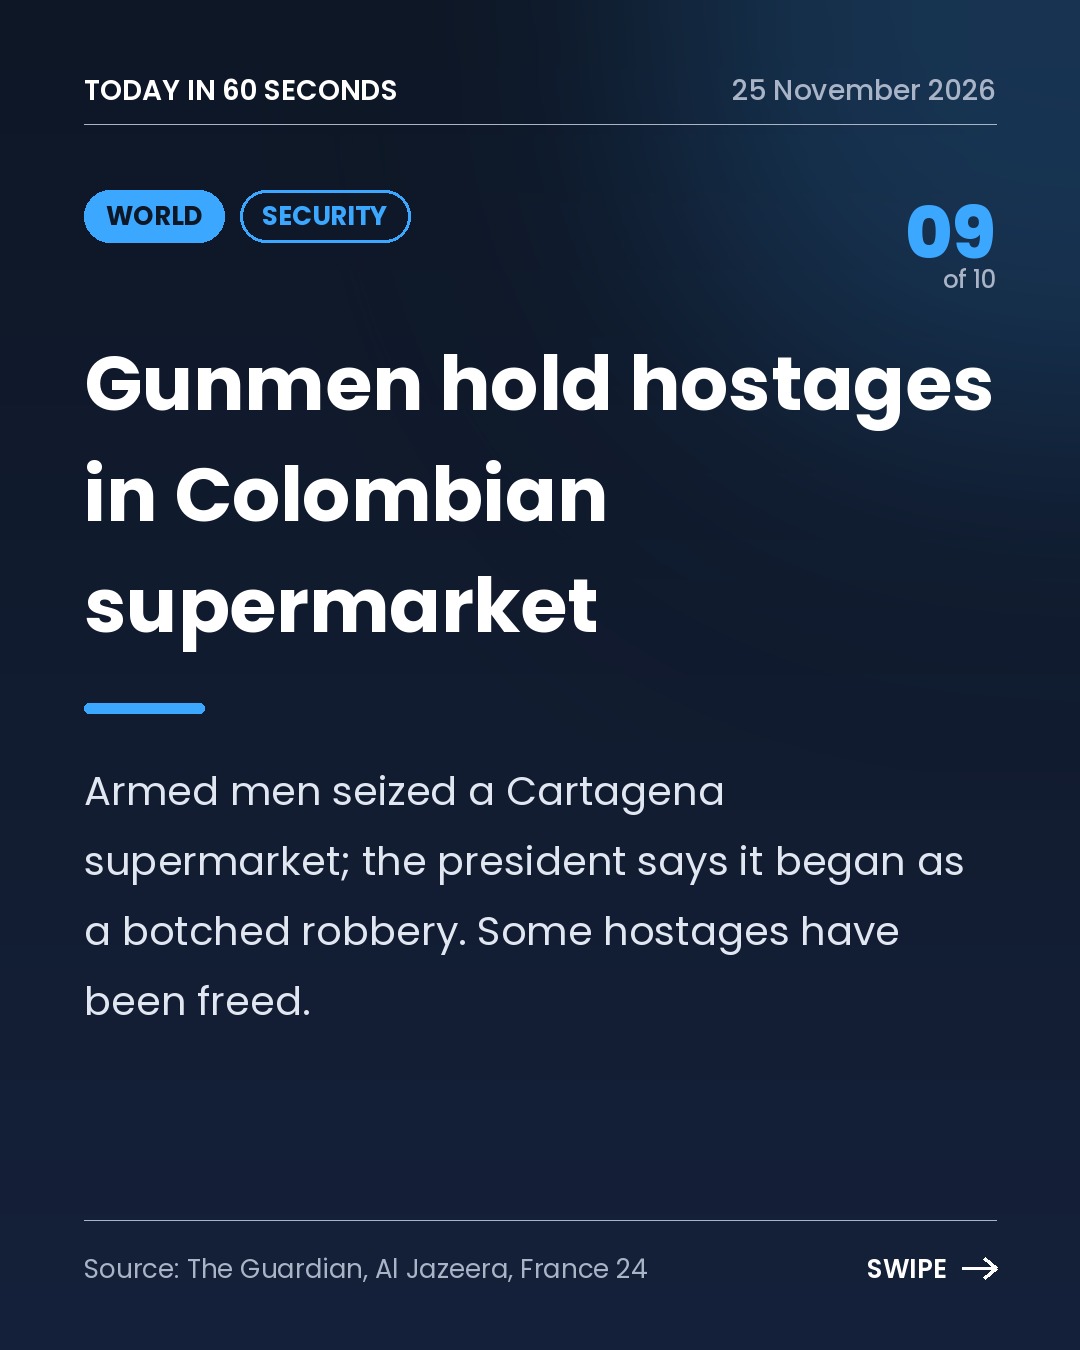 TODAY IN 60 SECONDS
25 November 2026
WORLD
SECURITY
09
of 10
Gunmen hold hostages
in Colombian
supermarket
Armed men seized a Cartagena
supermarket; the president says it began as
a botched robbery. Some hostages have
been freed.
Source: The Guardian, Al Jazeera, France 24
SWIPE